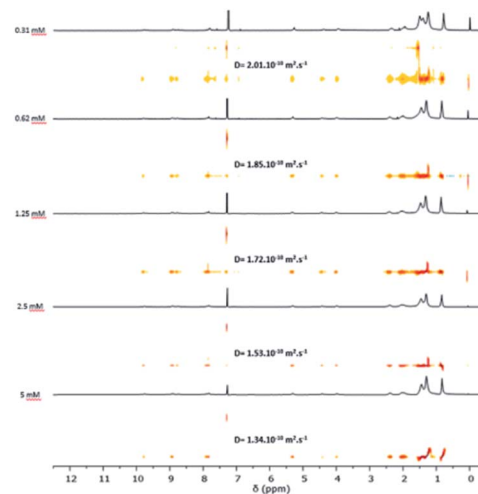 0.31 mM
D= 2.01.10⁻¹⁰ m².s⁻¹
0.62 mM
D= 1.85.10⁻¹⁰ m².s⁻¹
1.25 mM
D= 1.72.10⁻¹⁰ m².s⁻¹
2.5 mM
D= 1.53.10⁻¹⁰ m².s⁻¹
5 mM
D= 1.34.10⁻¹⁰ m².s⁻¹
12 11 10 9 8 7 6 5 4 3 2 1 0
δ (ppm)